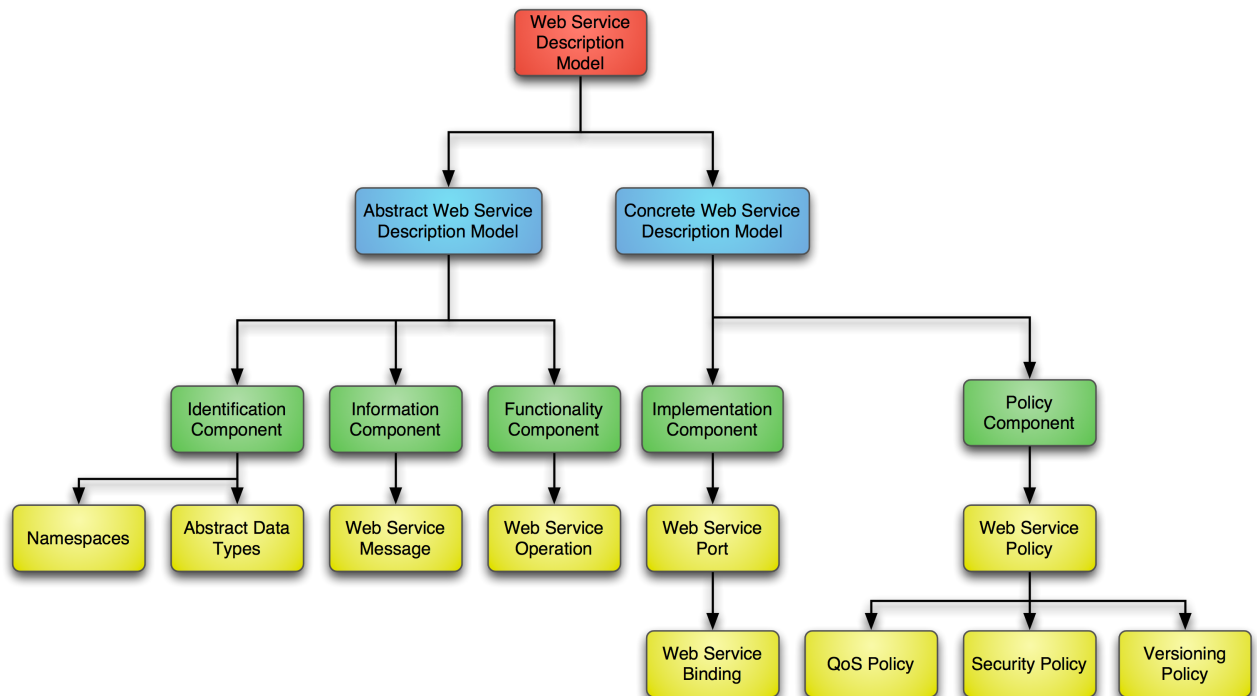 Web Service
Description
Model
Abstract Web Service
Description Model
Concrete Web Service
Description Model
Identification
Component
Information
Component
Functionality
Component
Implementation
Component
Policy
Component
Namespaces
Abstract Data
Types
Web Service
Message
Web Service
Operation
Web Service
Port
Web Service
Policy
Web Service
Binding
QoS Policy
Security Policy
Versioning
Policy